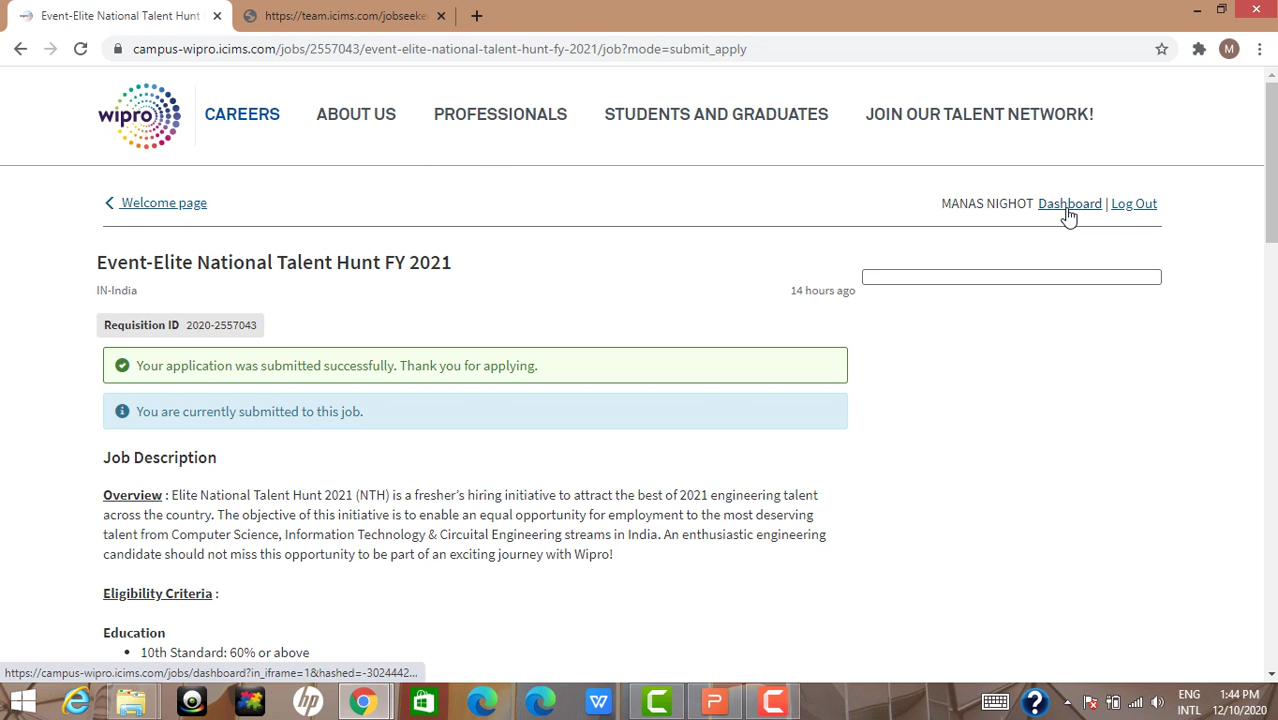 Event-Elite National Talent Hunt
https://team.icims.com/jobseeke
campus-wipro.icims.com/jobs/2557043/event-elite-national-talent-hunt-fy-2021/job?mode=submit_apply
M
wipro
CAREERS ABOUT US PROFESSIONALS STUDENTS AND GRADUATES JOIN OUR TALENT NETWORK!
Welcome page
MANAS NIGHOT Dashboard | Log Out
Event-Elite National Talent Hunt FY 2021
IN-India
14 hours ago
Requisition ID 2020-2557043
Your application was submitted successfully. Thank you for applying.
You are currently submitted to this job.
Job Description
Overview : Elite National Talent Hunt 2021 (NTH) is a fresher's hiring initiative to attract the best of 2021 engineering talent
across the country. The objective of this initiative is to enable an equal opportunity for employment to the most deserving
talent from Computer Science, Information Technology & Circuital Engineering streams in India. An enthusiastic engineering
candidate should not miss this opportunity to be part of an exciting journey with Wipro!
Eligibility Criteria :
Education
• 10th Standard: 60% or above
https://campus-wipro.icims.com/jobs/dashboard?in_iframe=1&hashed=-3024442...
ENG 1:44 PM
INTL 12/10/2020